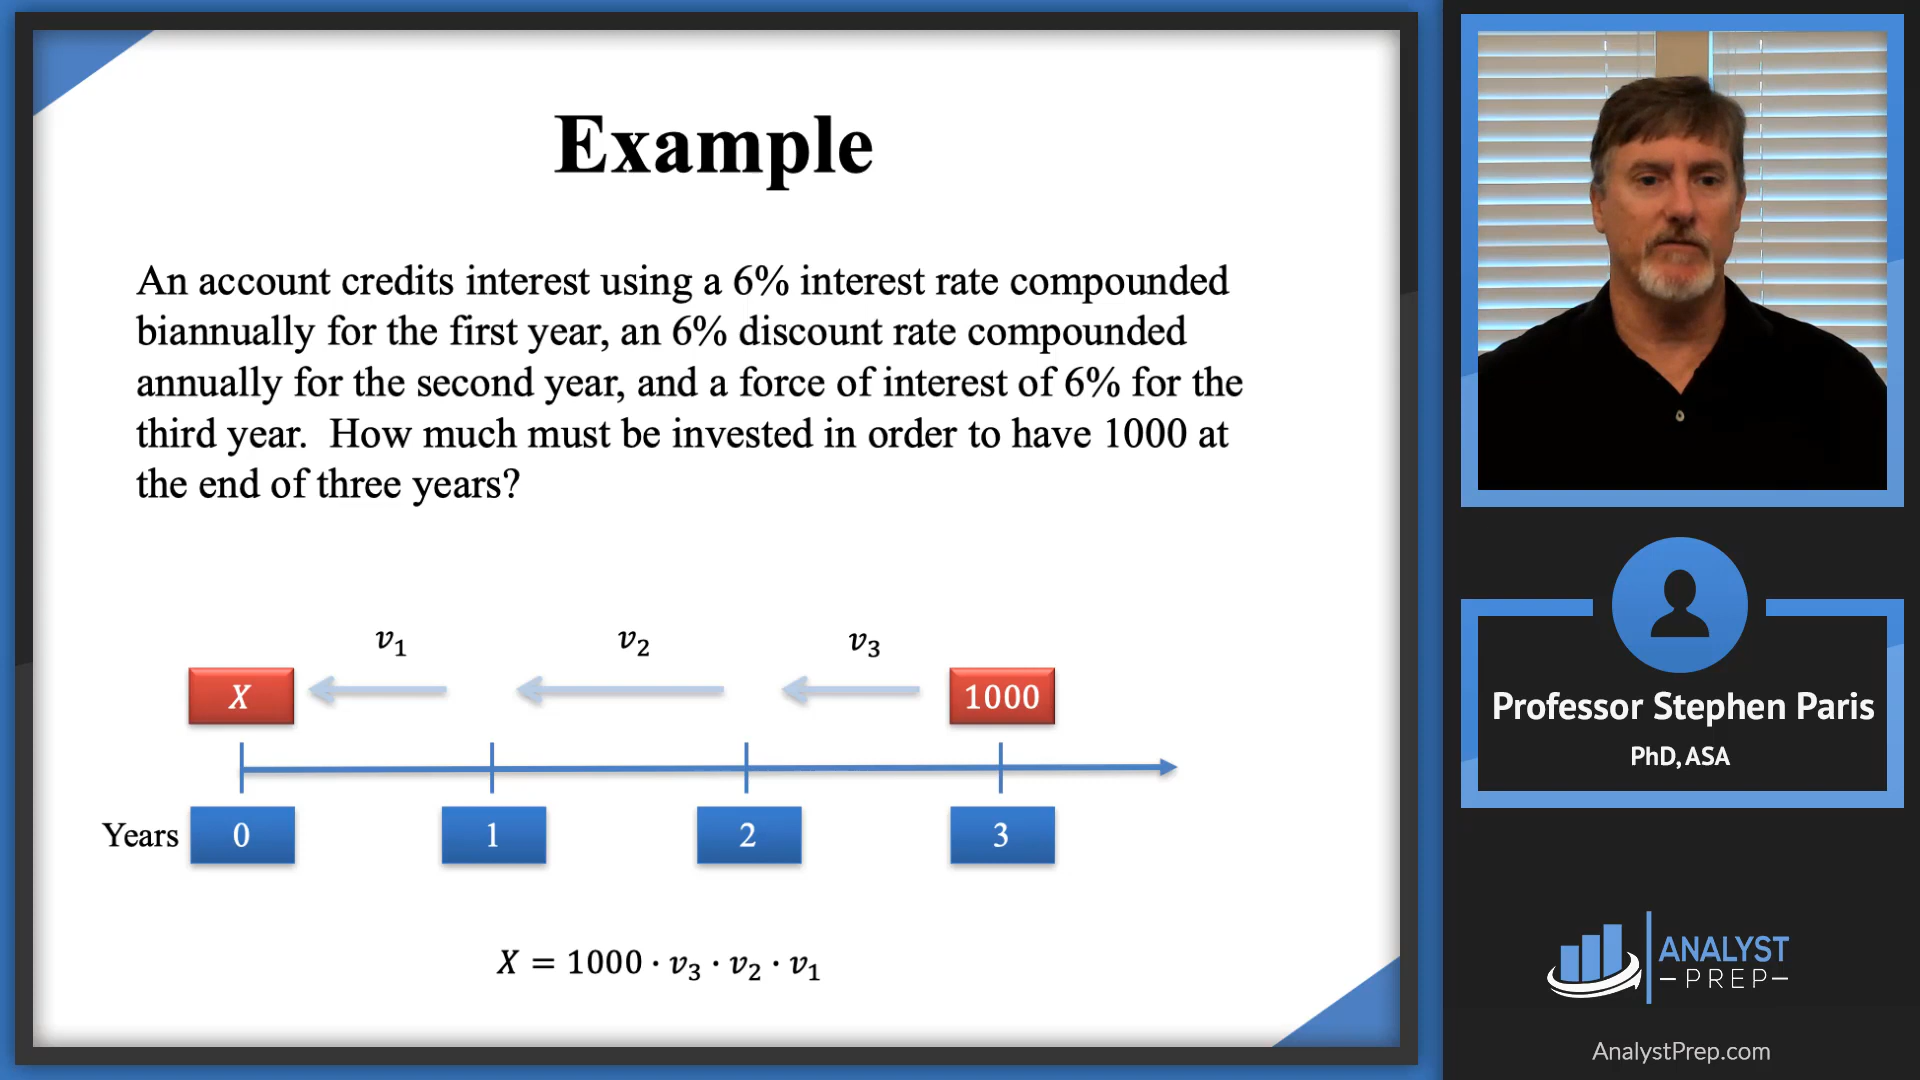 Example
An account credits interest using a 6% interest rate compounded
biannually for the first year, an 6% discount rate compounded
annually for the second year, and a force of interest of 6% for the
third year.  How much must be invested in order to have 1000 at
the end of three years?
v₁ v₂ v₃
X 1000
Years 0 1 2 3
X = 1000 · v₃ · v₂ · v₁
Professor Stephen Paris
PhD, ASA
ANALYST
PREP
AnalystPrep.com